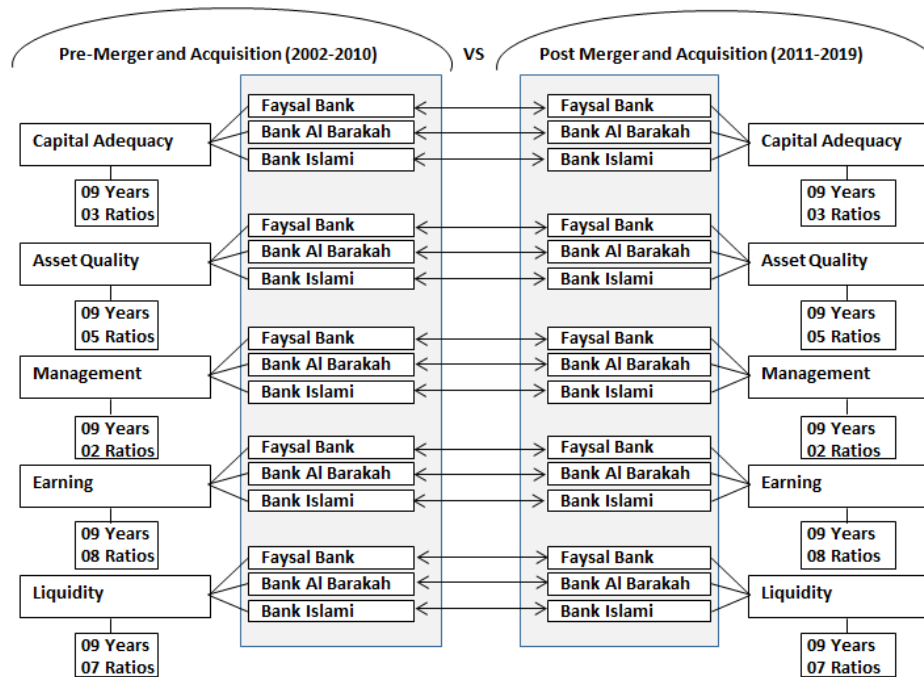 Pre-Merger and Acquisition (2002-2010)
VS
Post Merger and Acquisition (2011-2019)
Capital Adequacy
09 Years
03 Ratios
Faysal Bank
Bank Al Barakah
Bank Islami
Faysal Bank
Bank Al Barakah
Bank Islami
Capital Adequacy
09 Years
03 Ratios
Asset Quality
09 Years
05 Ratios
Faysal Bank
Bank Al Barakah
Bank Islami
Faysal Bank
Bank Al Barakah
Bank Islami
Asset Quality
09 Years
05 Ratios
Management
09 Years
02 Ratios
Faysal Bank
Bank Al Barakah
Bank Islami
Faysal Bank
Bank Al Barakah
Bank Islami
Management
09 Years
02 Ratios
Earning
09 Years
08 Ratios
Faysal Bank
Bank Al Barakah
Bank Islami
Faysal Bank
Bank Al Barakah
Bank Islami
Earning
09 Years
08 Ratios
Liquidity
09 Years
07 Ratios
Faysal Bank
Bank Al Barakah
Bank Islami
Faysal Bank
Bank Al Barakah
Bank Islami
Liquidity
09 Years
07 Ratios